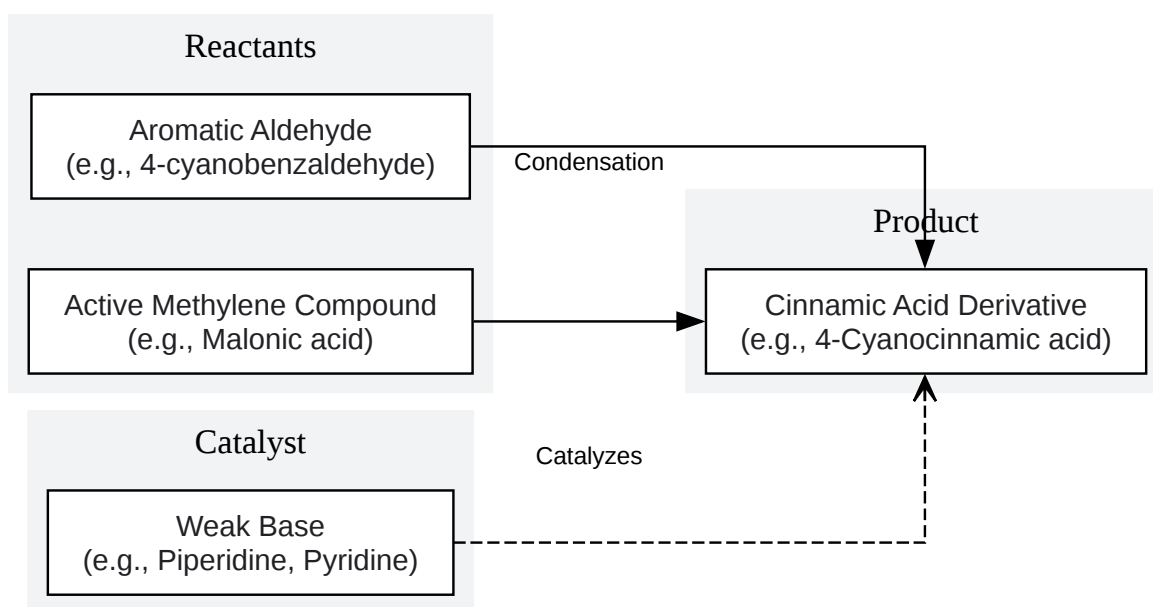 Reactants
Aromatic Aldehyde
(e.g., 4-cyanobenzaldehyde)
Condensation
Product
Active Methylene Compound
(e.g., Malonic acid)
Cinnamic Acid Derivative
(e.g., 4-Cyanocinnamic acid)
Catalyst
Catalyzes
Weak Base
(e.g., Piperidine, Pyridine)